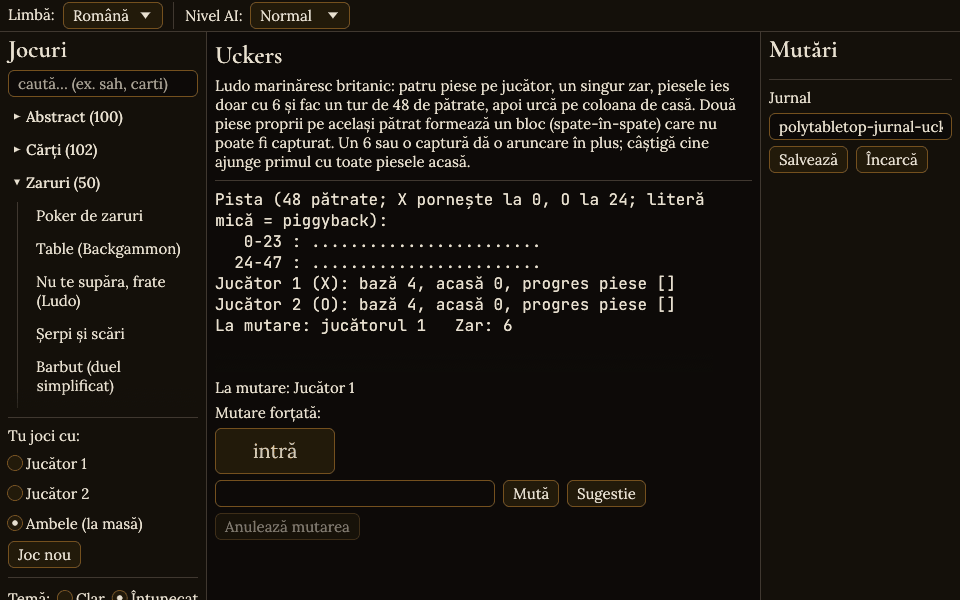 Limbă: Română ▼ Nivel AI: Normal ▼
Jocuri
caută... (ex. sah, carti)
▸ Abstract (100)
▸ Cărți (102)
▾ Zaruri (50)
Poker de zaruri
Table (Backgammon)
Nu te supăra, frate
(Ludo)
Șerpi și scări
Barbut (duel
simplificat)
Tu joci cu:
Jucător 1
Jucător 2
Ambele (la masă)
Joc nou
Temă: Clar Întunecat
Uckers
Ludo marinăresc britanic: patru piese pe jucător, un singur zar, piesele ies
doar cu 6 și fac un tur de 48 de pătrate, apoi urcă pe coloana de casă. Două
piese proprii pe același pătrat formează un bloc (spate-în-spate) care nu
poate fi capturat. Un 6 sau o captură dă o aruncare în plus; câștigă cine
ajunge primul cu toate piesele acasă.
Pista (48 pătrate; X pornește la 0, O la 24; literă
mică = piggyback):
0-23 : ........................
24-47 : ........................
Jucător 1 (X): bază 4, acasă 0, progres piese []
Jucător 2 (O): bază 4, acasă 0, progres piese []
La mutare: jucătorul 1 Zar: 6
La mutare: Jucător 1
Mutare forțată:
intră
Mută Sugestie
Anulează mutarea
Mutări
Jurnal
polytabletop-jurnal-uck
Salvează Încarcă